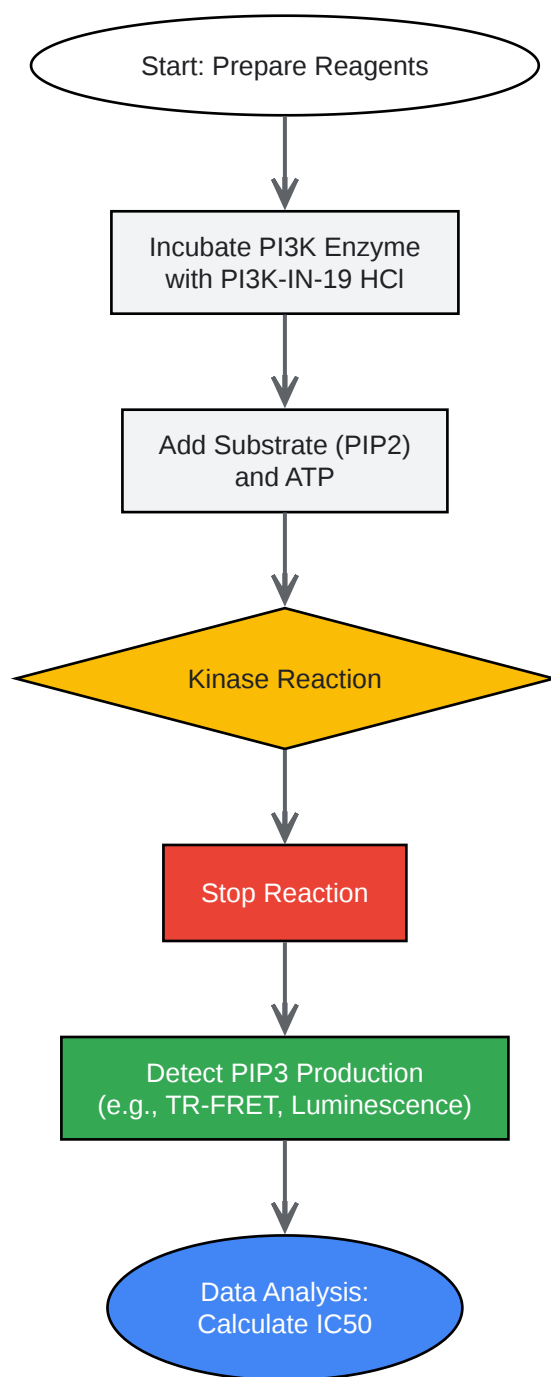 Start: Prepare Reagents
Incubate PI3K Enzyme
with PI3K-IN-19 HCl
Add Substrate (PIP2)
and ATP
Kinase Reaction
Stop Reaction
Detect PIP3 Production
(e.g., TR-FRET, Luminescence)
Data Analysis:
Calculate IC50